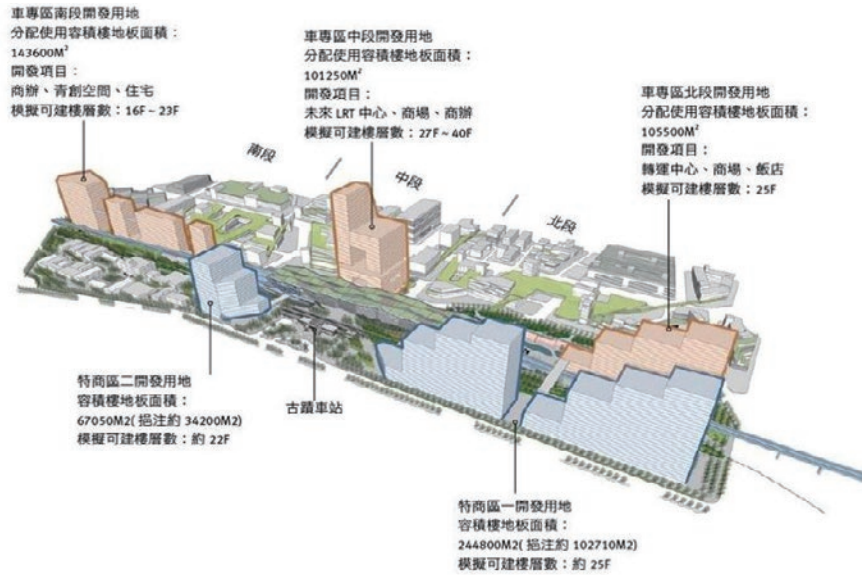 車專區南段開發用地
分配使用容積樓地板面積：
143600M²
開發項目：
商辦、青創空間、住宅
模擬可建樓層數：16F~23F
車專區中段開發用地
分配使用容積樓地板面積：
101250M²
開發項目：
未來 LRT 中心、商場、商辦
模擬可建樓層數：27F~40F
車專區北段開發用地
分配使用容積樓地板面積：
105500M²
開發項目：
轉運中心、商場、飯店
模擬可建樓層數：25F
南段
中段
北段
特商區二開發用地
容積樓地板面積：
67050M2(挹注約 34200M2)
模擬可建樓層數：約 22F
古蹟車站
特商區一開發用地
容積樓地板面積：
244800M2(挹注約 102710M2)
模擬可建樓層數：約 25F